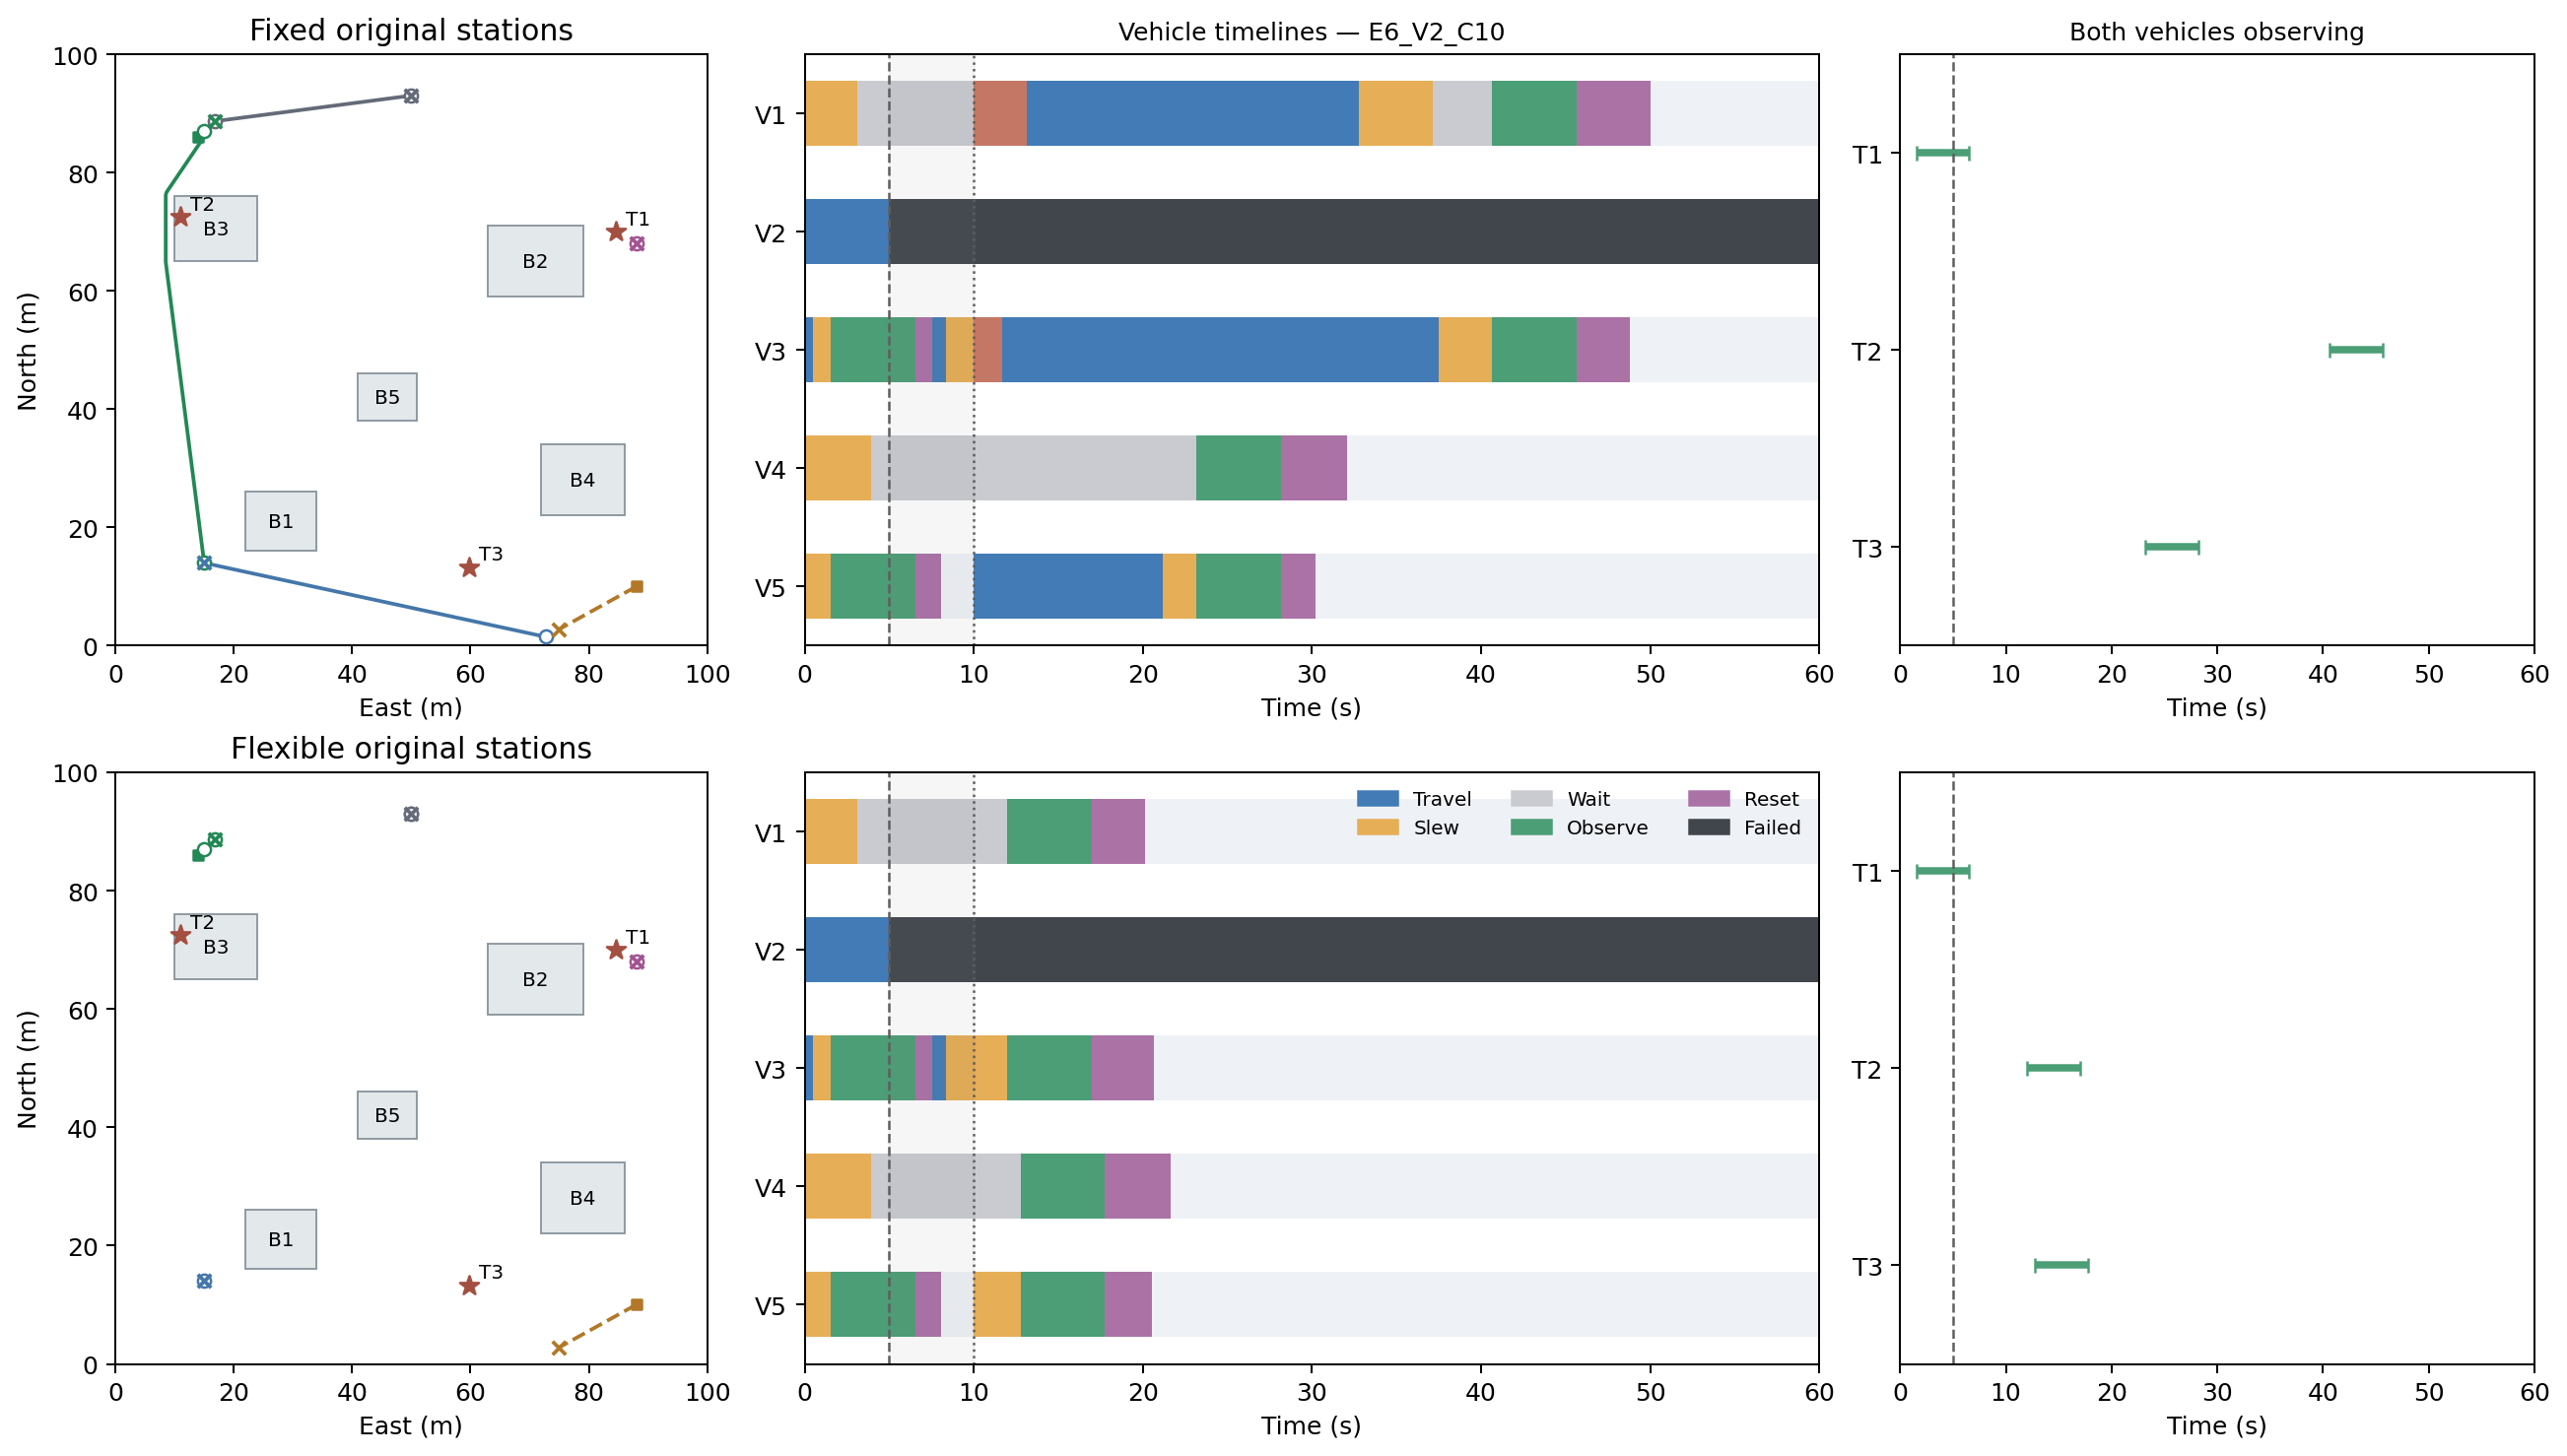 Fixed original stations
100
80
60
40
20
0
North (m)
T2
B3
T1
B2
B5
B4
B1
T3
0 20 40 60 80 100
East (m)
Vehicle timelines — E6_V2_C10
V1
V2
V3
V4
V5
0 10 20 30 40 50 60
Time (s)
Both vehicles observing
T1
T2
T3
0 10 20 30 40 50 60
Time (s)
Flexible original stations
100
80
60
40
20
0
North (m)
T2
B3
T1
B2
B5
B4
B1
T3
0 20 40 60 80 100
East (m)
Travel Wait Reset
Slew Observe Failed
V1
V2
V3
V4
V5
0 10 20 30 40 50 60
Time (s)
T1
T2
T3
0 10 20 30 40 50 60
Time (s)